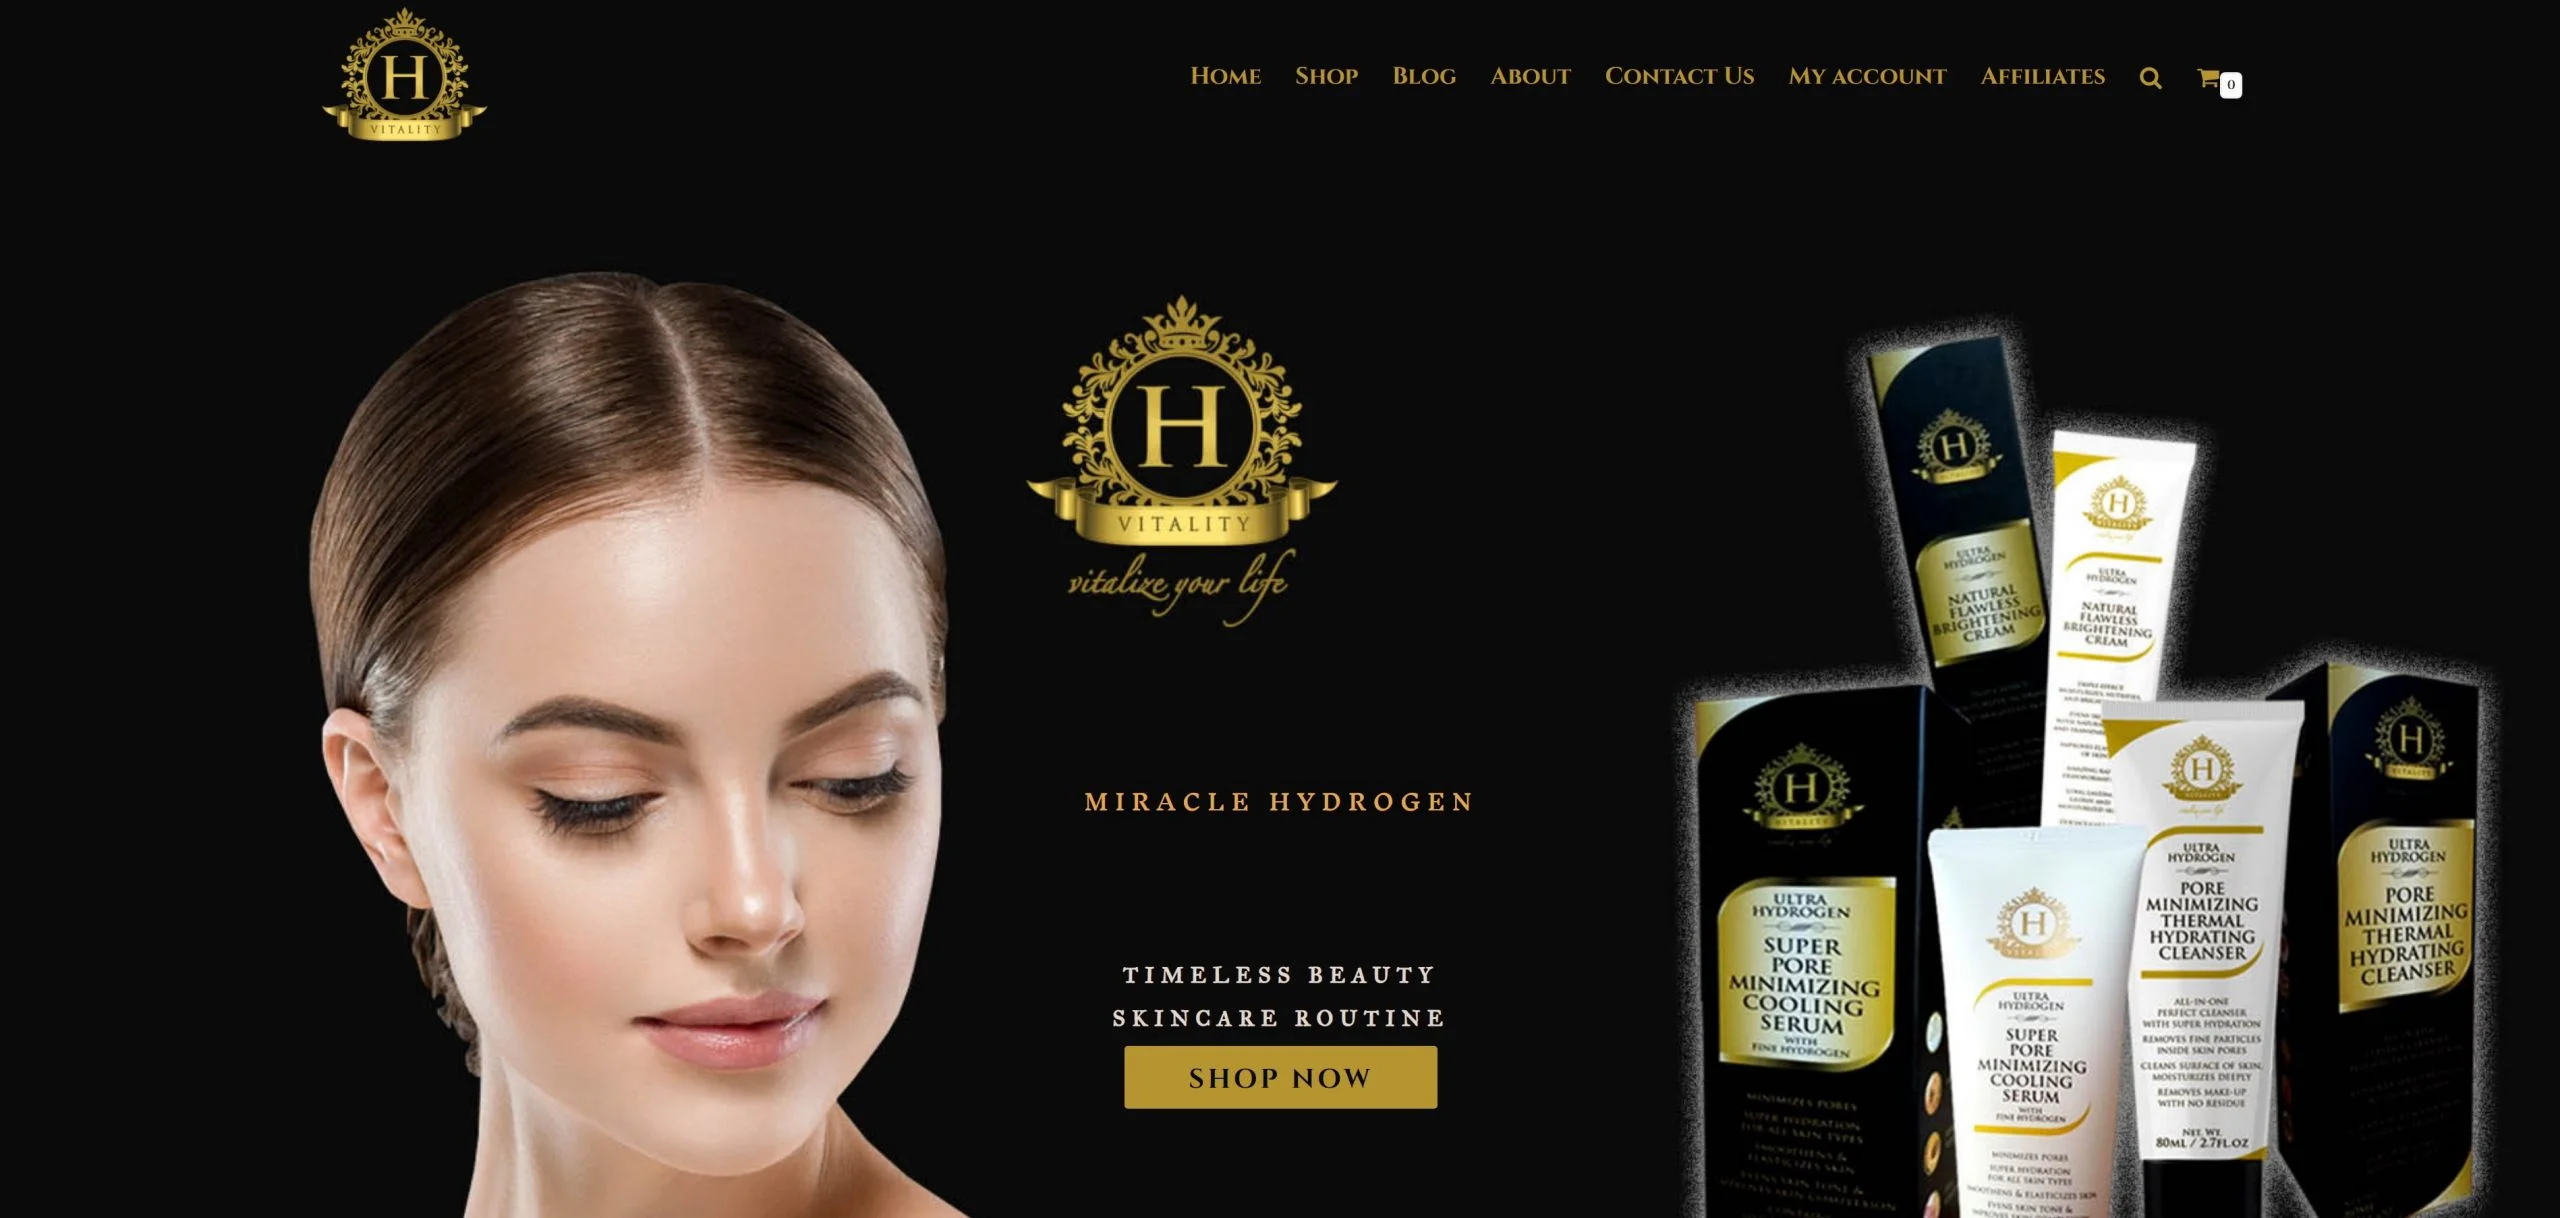 H
VITALITY
Home Shop Blog About Contact Us My account Affiliates 0
H
VITALITY
vitalize your life
MIRACLE HYDROGEN
TIMELESS BEAUTY
SKINCARE ROUTINE
SHOP NOW
H
ULTRA
HYDROGEN
NATURAL
FLAWLESS
BRIGHTENING
CREAM
H
VITALITY
ULTRA
HYDROGEN
NATURAL
FLAWLESS
BRIGHTENING
CREAM
H
VITALITY
ULTRA
HYDROGEN
SUPER
PORE
MINIMIZING
COOLING
SERUM
WITH
FINE HYDROGEN
MINIMIZES PORES
SUPER HYDRATION
FOR ALL SKIN TYPES
SMOOTHENS &
ELASTICIZES SKIN
H
VITALITY
ULTRA
HYDROGEN
SUPER
PORE
MINIMIZING
COOLING
SERUM
WITH
FINE HYDROGEN
MINIMIZES PORES
SUPER HYDRATION
FOR ALL SKIN TYPES
SMOOTHENS & ELASTICIZES SKIN
EVENS SKIN TONE &
H
VITALITY
ULTRA
HYDROGEN
PORE
MINIMIZING
THERMAL
HYDRATING
CLEANSER
ALL-IN-ONE
PERFECT CLEANSER
WITH SUPER HYDRATION
REMOVES FINE PARTICLES
INSIDE SKIN PORES
CLEANS SURFACE OF SKIN,
MOISTURIZES DEEPLY
REMOVES MAKE-UP
WITH NO RESIDUE
NET. WT.
80ML / 2.7FL.OZ
H
VITALITY
ULTRA
HYDROGEN
PORE
MINIMIZING
THERMAL
HYDRATING
CLEANSER